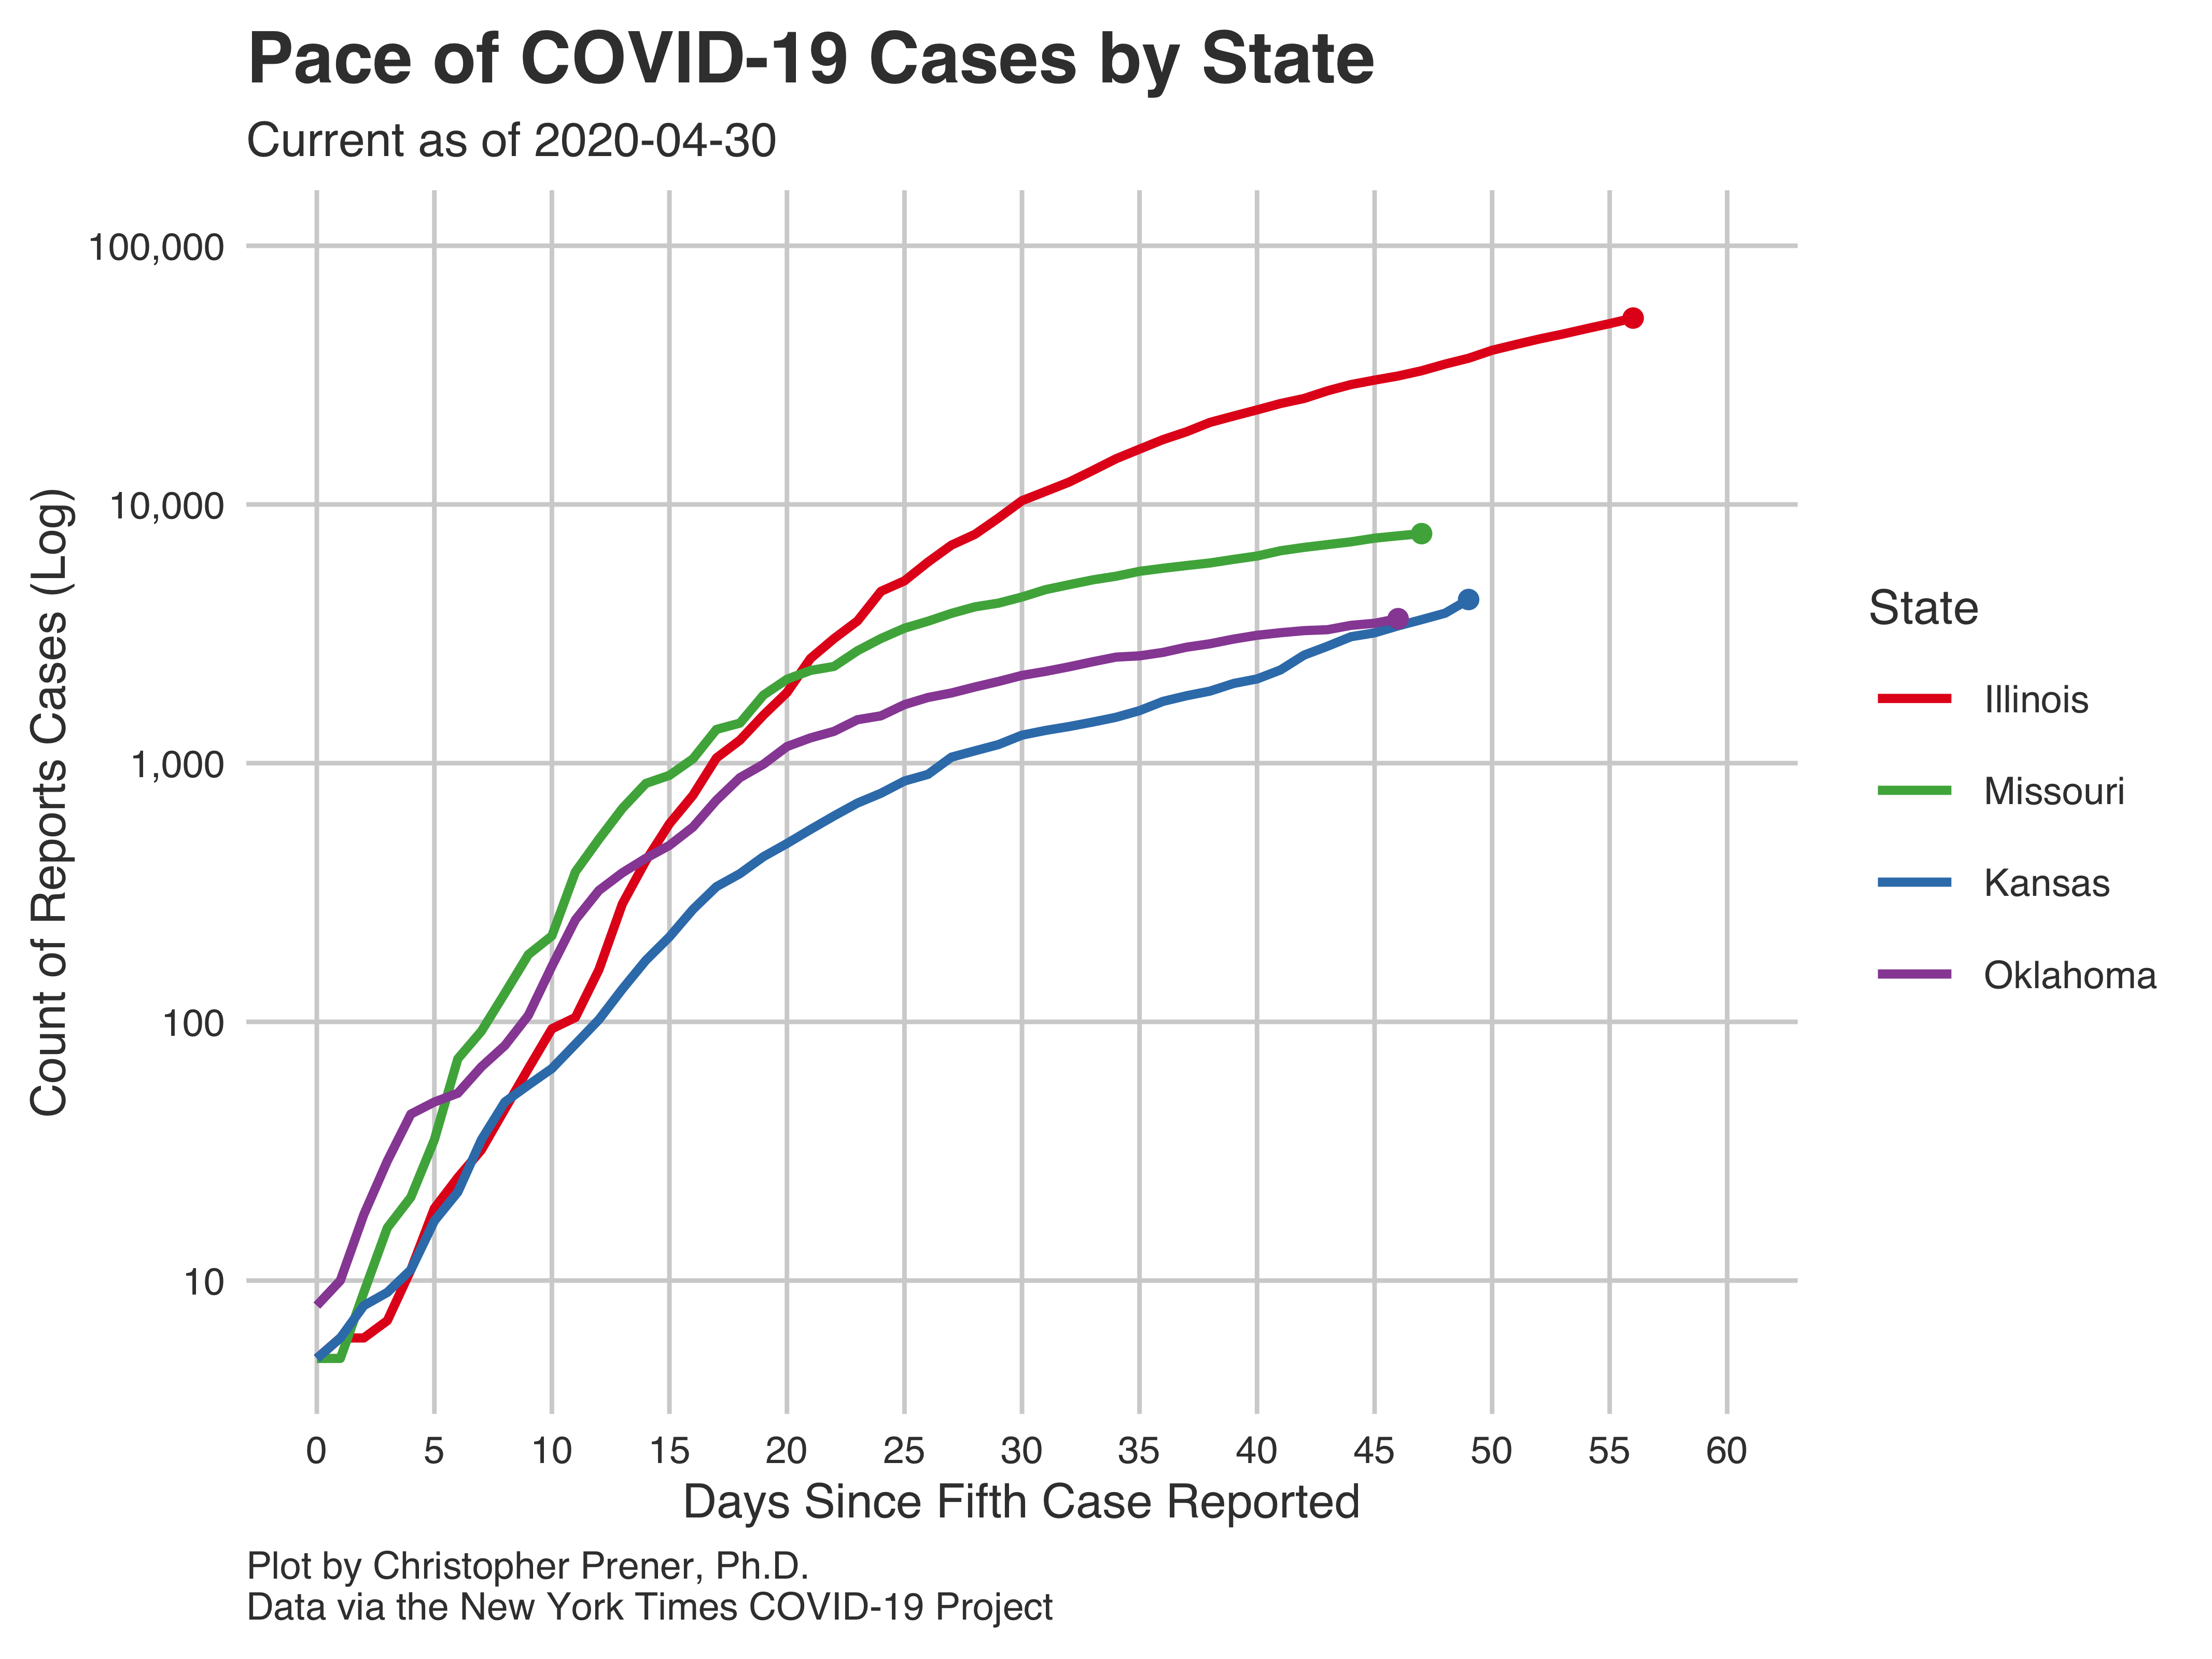 Pace of COVID-19 Cases by State
Current as of 2020-04-30
100,000
10,000
1,000
100
10
Count of Reports Cases (Log)
0 5 10 15 20 25 30 35 40 45 50 55 60
Days Since Fifth Case Reported
State
Illinois
Missouri
Kansas
Oklahoma
Plot by Christopher Prener, Ph.D.
Data via the New York Times COVID-19 Project